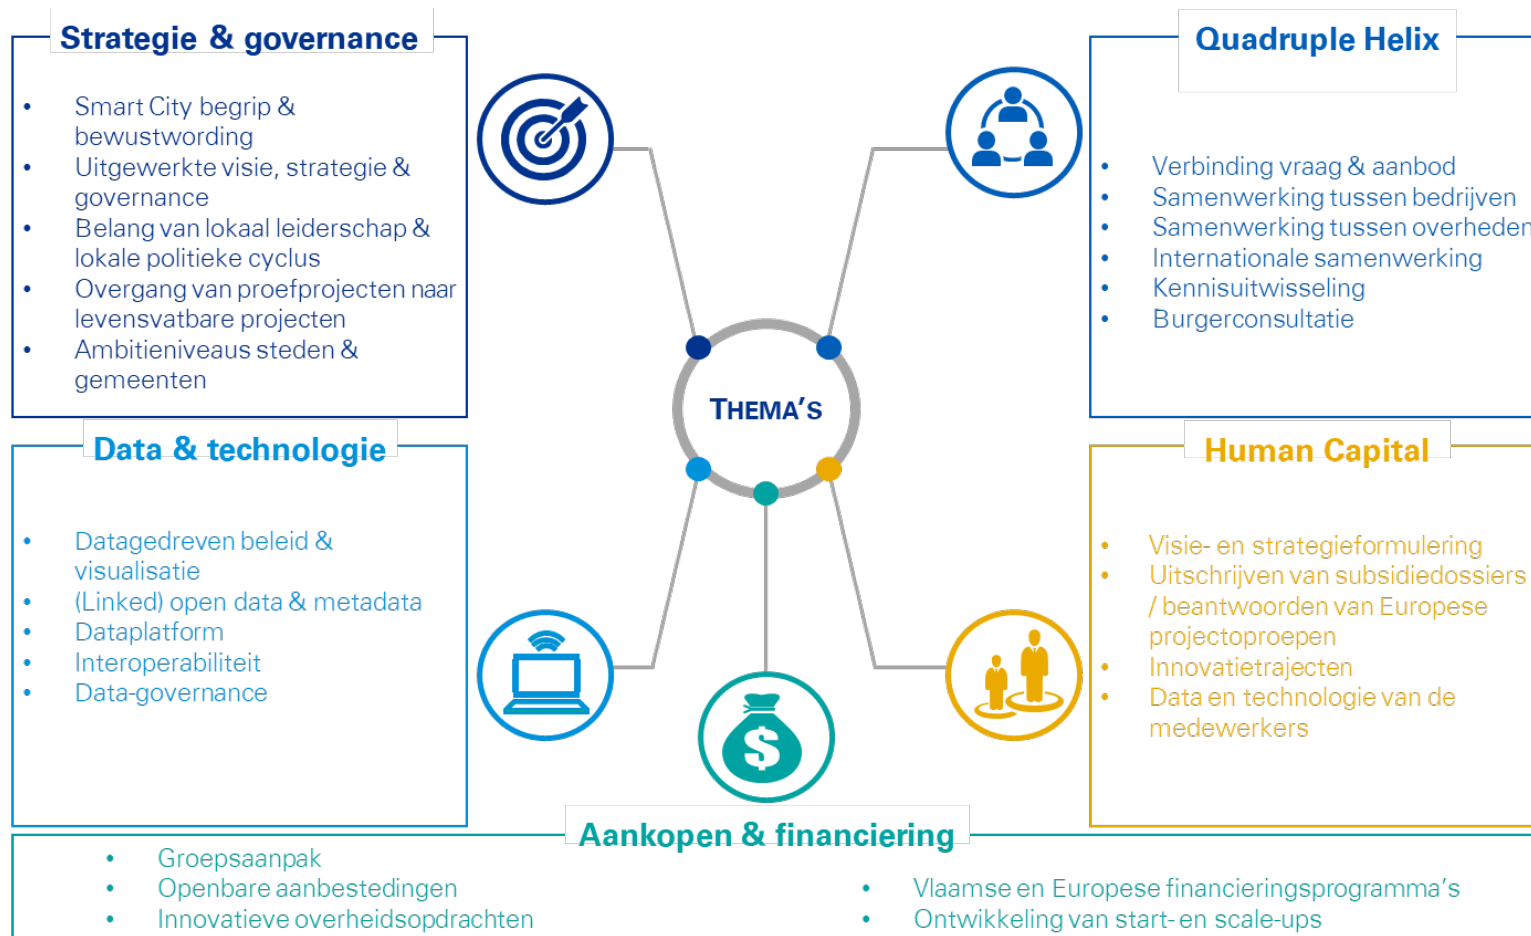 Strategie & governance
• Smart City begrip &
bewustwording
• Uitgewerkte visie, strategie &
governance
• Belang van lokaal leiderschap &
lokale politieke cyclus
• Overgang van proefprojecten naar
levensvatbare projecten
• Ambitieniveaus steden &
gemeenten
Quadruple Helix
• Verbinding vraag & aanbod
• Samenwerking tussen bedrijven
• Samenwerking tussen overheden
• Internationale samenwerking
• Kennisuitwisseling
• Burgerconsultatie
THEMA'S
Data & technologie
• Datagedreven beleid &
visualisatie
• (Linked) open data & metadata
• Dataplatform
• Interoperabiliteit
• Data-governance
Human Capital
• Visie- en strategieformulering
• Uitschrijven van subsidiedossiers
/ beantwoorden van Europese
projectoproepen
• Innovatietrajecten
• Data en technologie van de
medewerkers
$
Aankopen & financiering
• Groepsaanpak
• Openbare aanbestedingen
• Innovatieve overheidsopdrachten
• Vlaamse en Europese financieringsprogramma's
• Ontwikkeling van start- en scale-ups